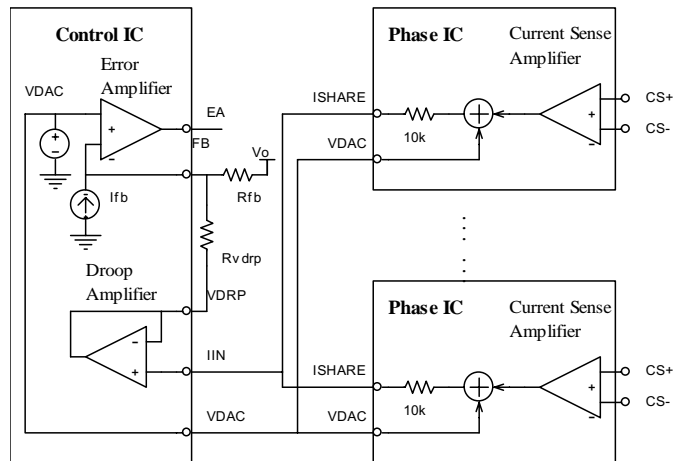 Control IC
Error
Amplifier
VDAC
+
-
+
-
EA
FB
Vo
Rfb
Ifb
Rvdrp
Droop
Amplifier
VDRP
-
+
IIN
VDAC
Phase IC
Current Sense
Amplifier
ISHARE
10k
VDAC
+
-
CS+
CS-
Phase IC
Current Sense
Amplifier
ISHARE
10k
VDAC
+
-
CS+
CS-